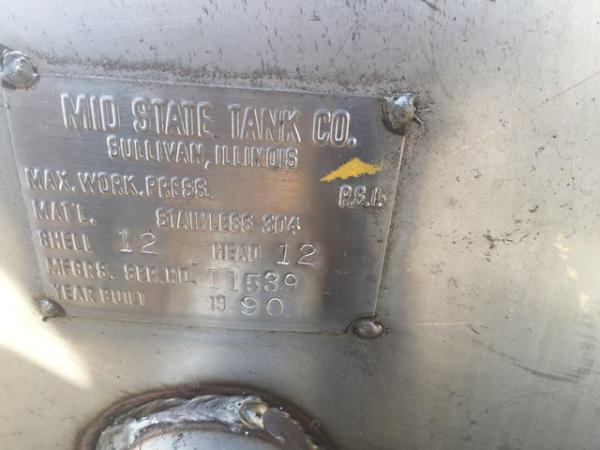 MID STATE TANK CO.
SULLIVAN, ILLINOIS
MAX. WORK. PRESS. P.S.I.
MAT'L. STAINLESS 304
SHELL 12 HEAD 12
MFGRS. SER. NO. 11539
YEAR BUILT 19 90